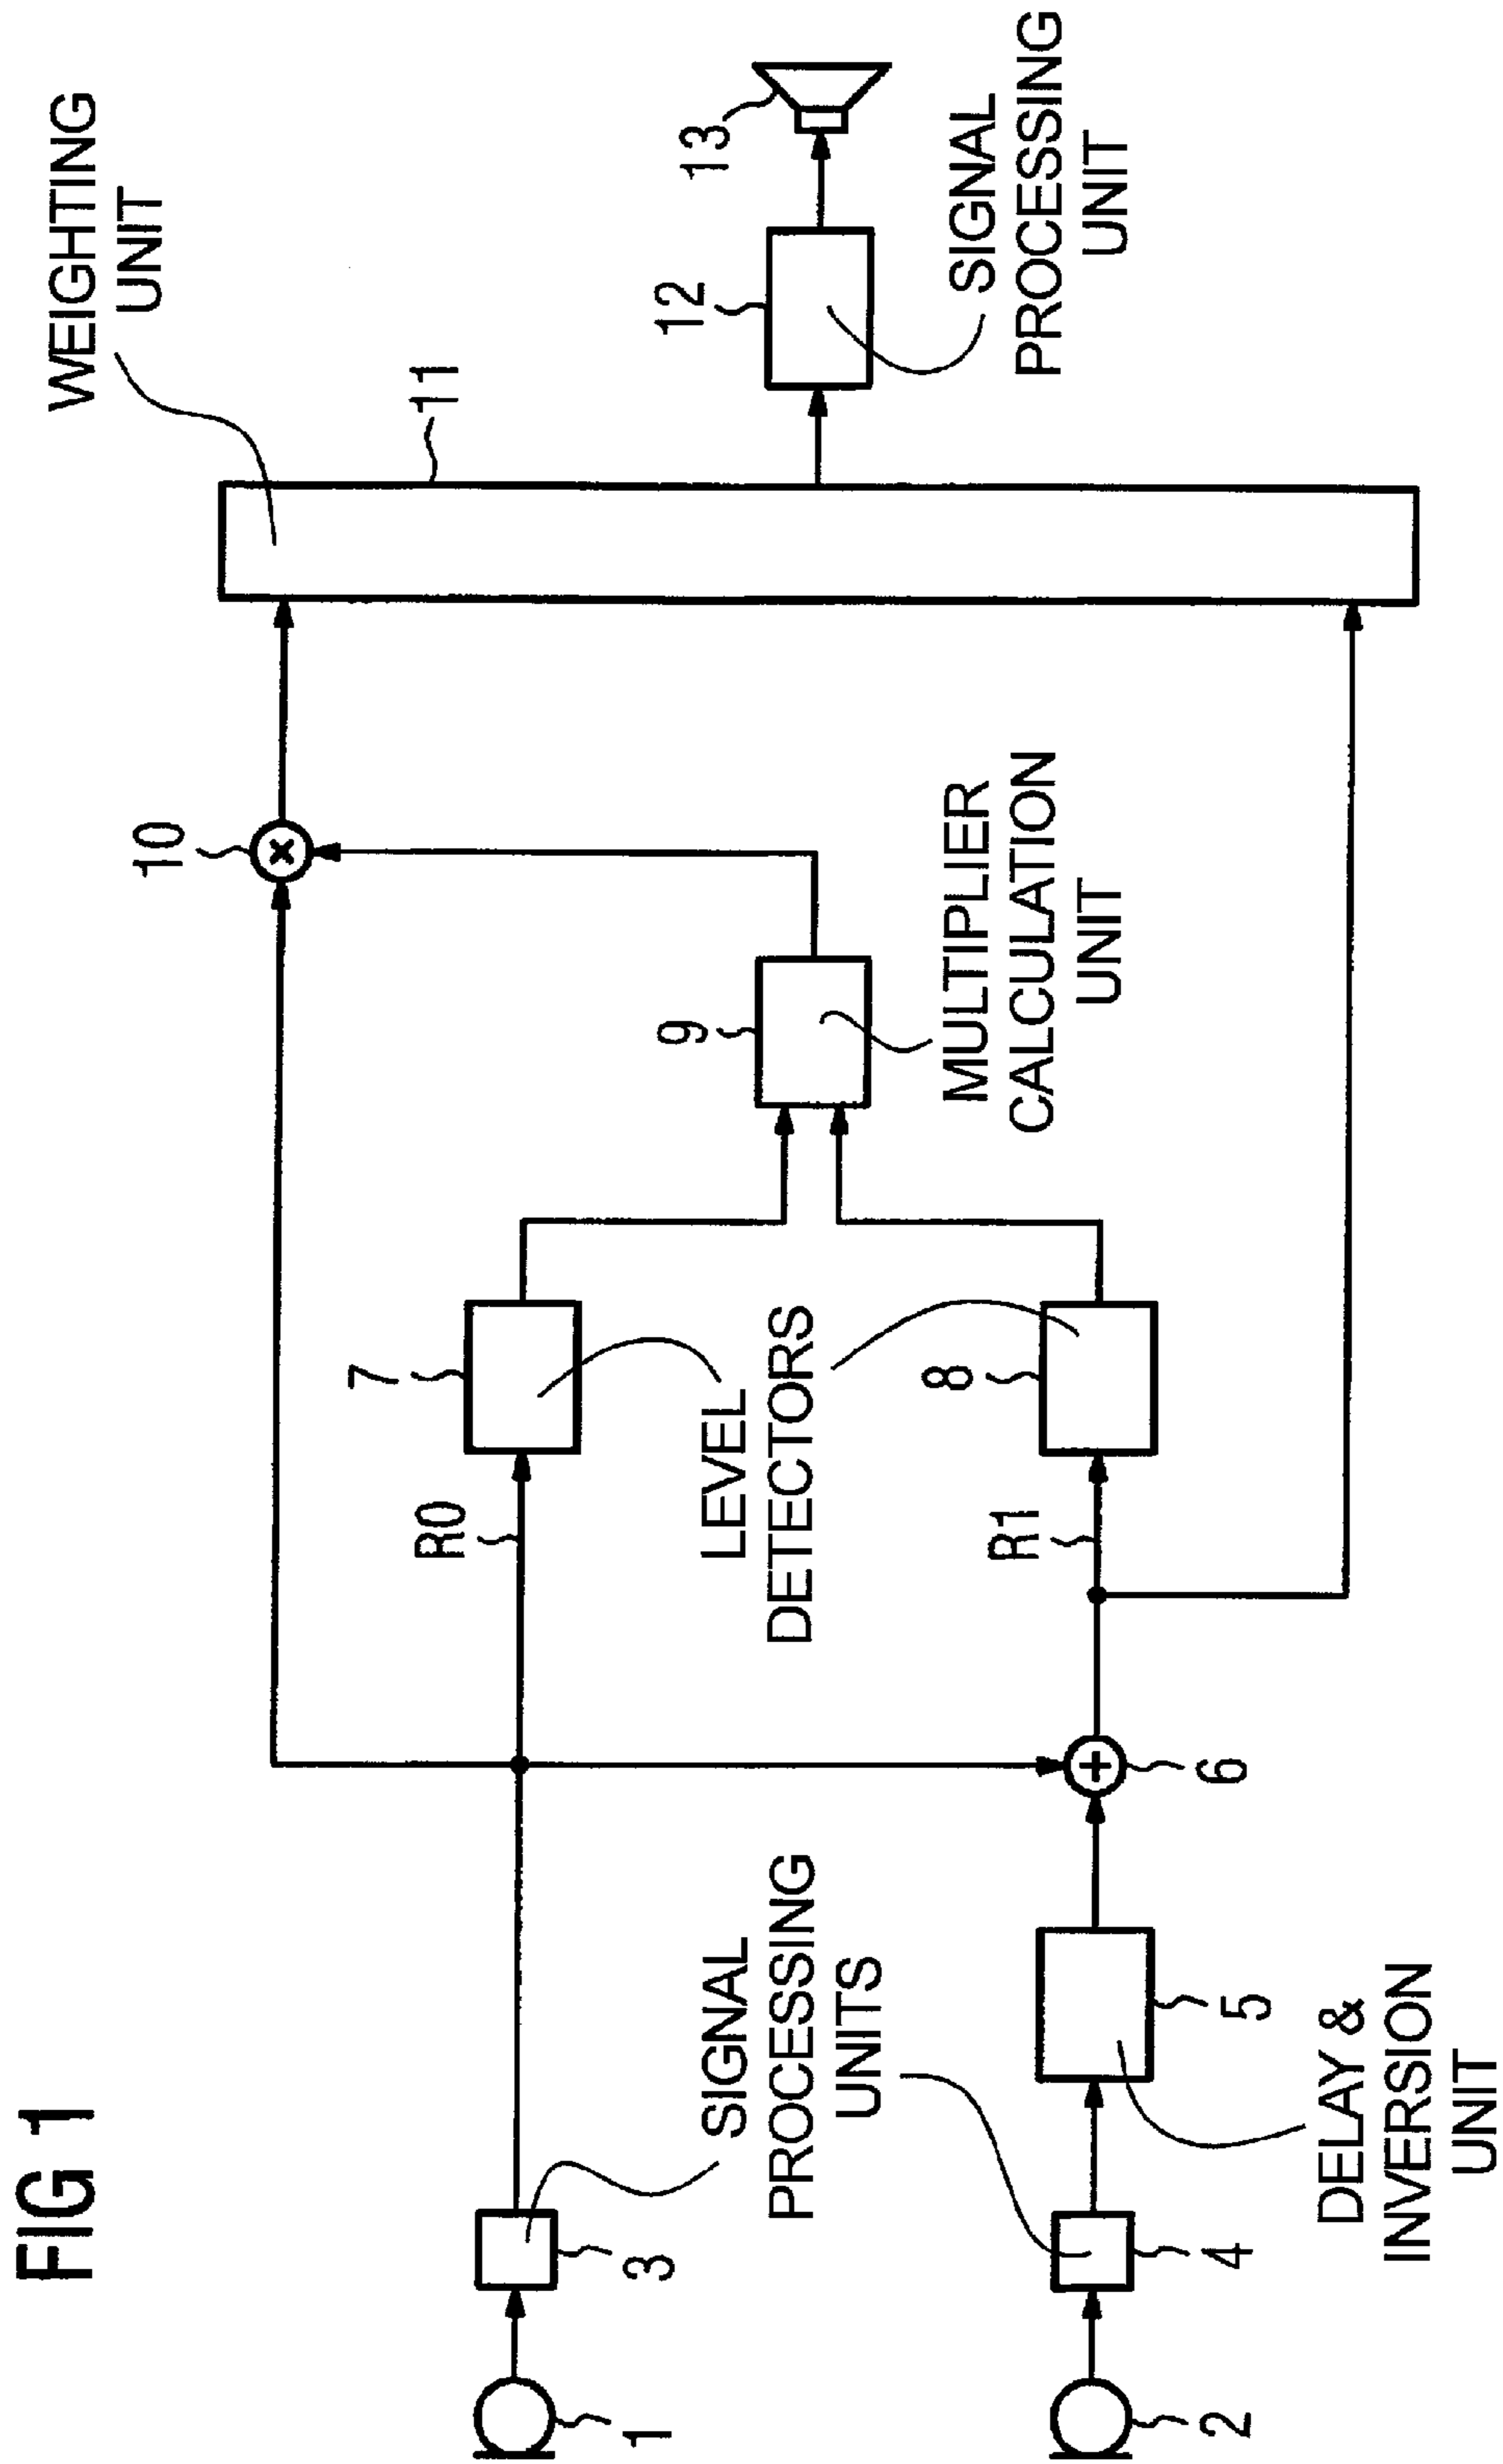 FIG 1
WEIGHTING
UNIT
10
11
7
R0
9
12
13
3
SIGNAL
PROCESSING
UNITS
LEVEL
DETECTORS
MULTIPLIER
CALCULATION
UNIT
SIGNAL
PROCESSING
UNIT
1
8
R1
2
4
5
6
DELAY &
INVERSION
UNIT